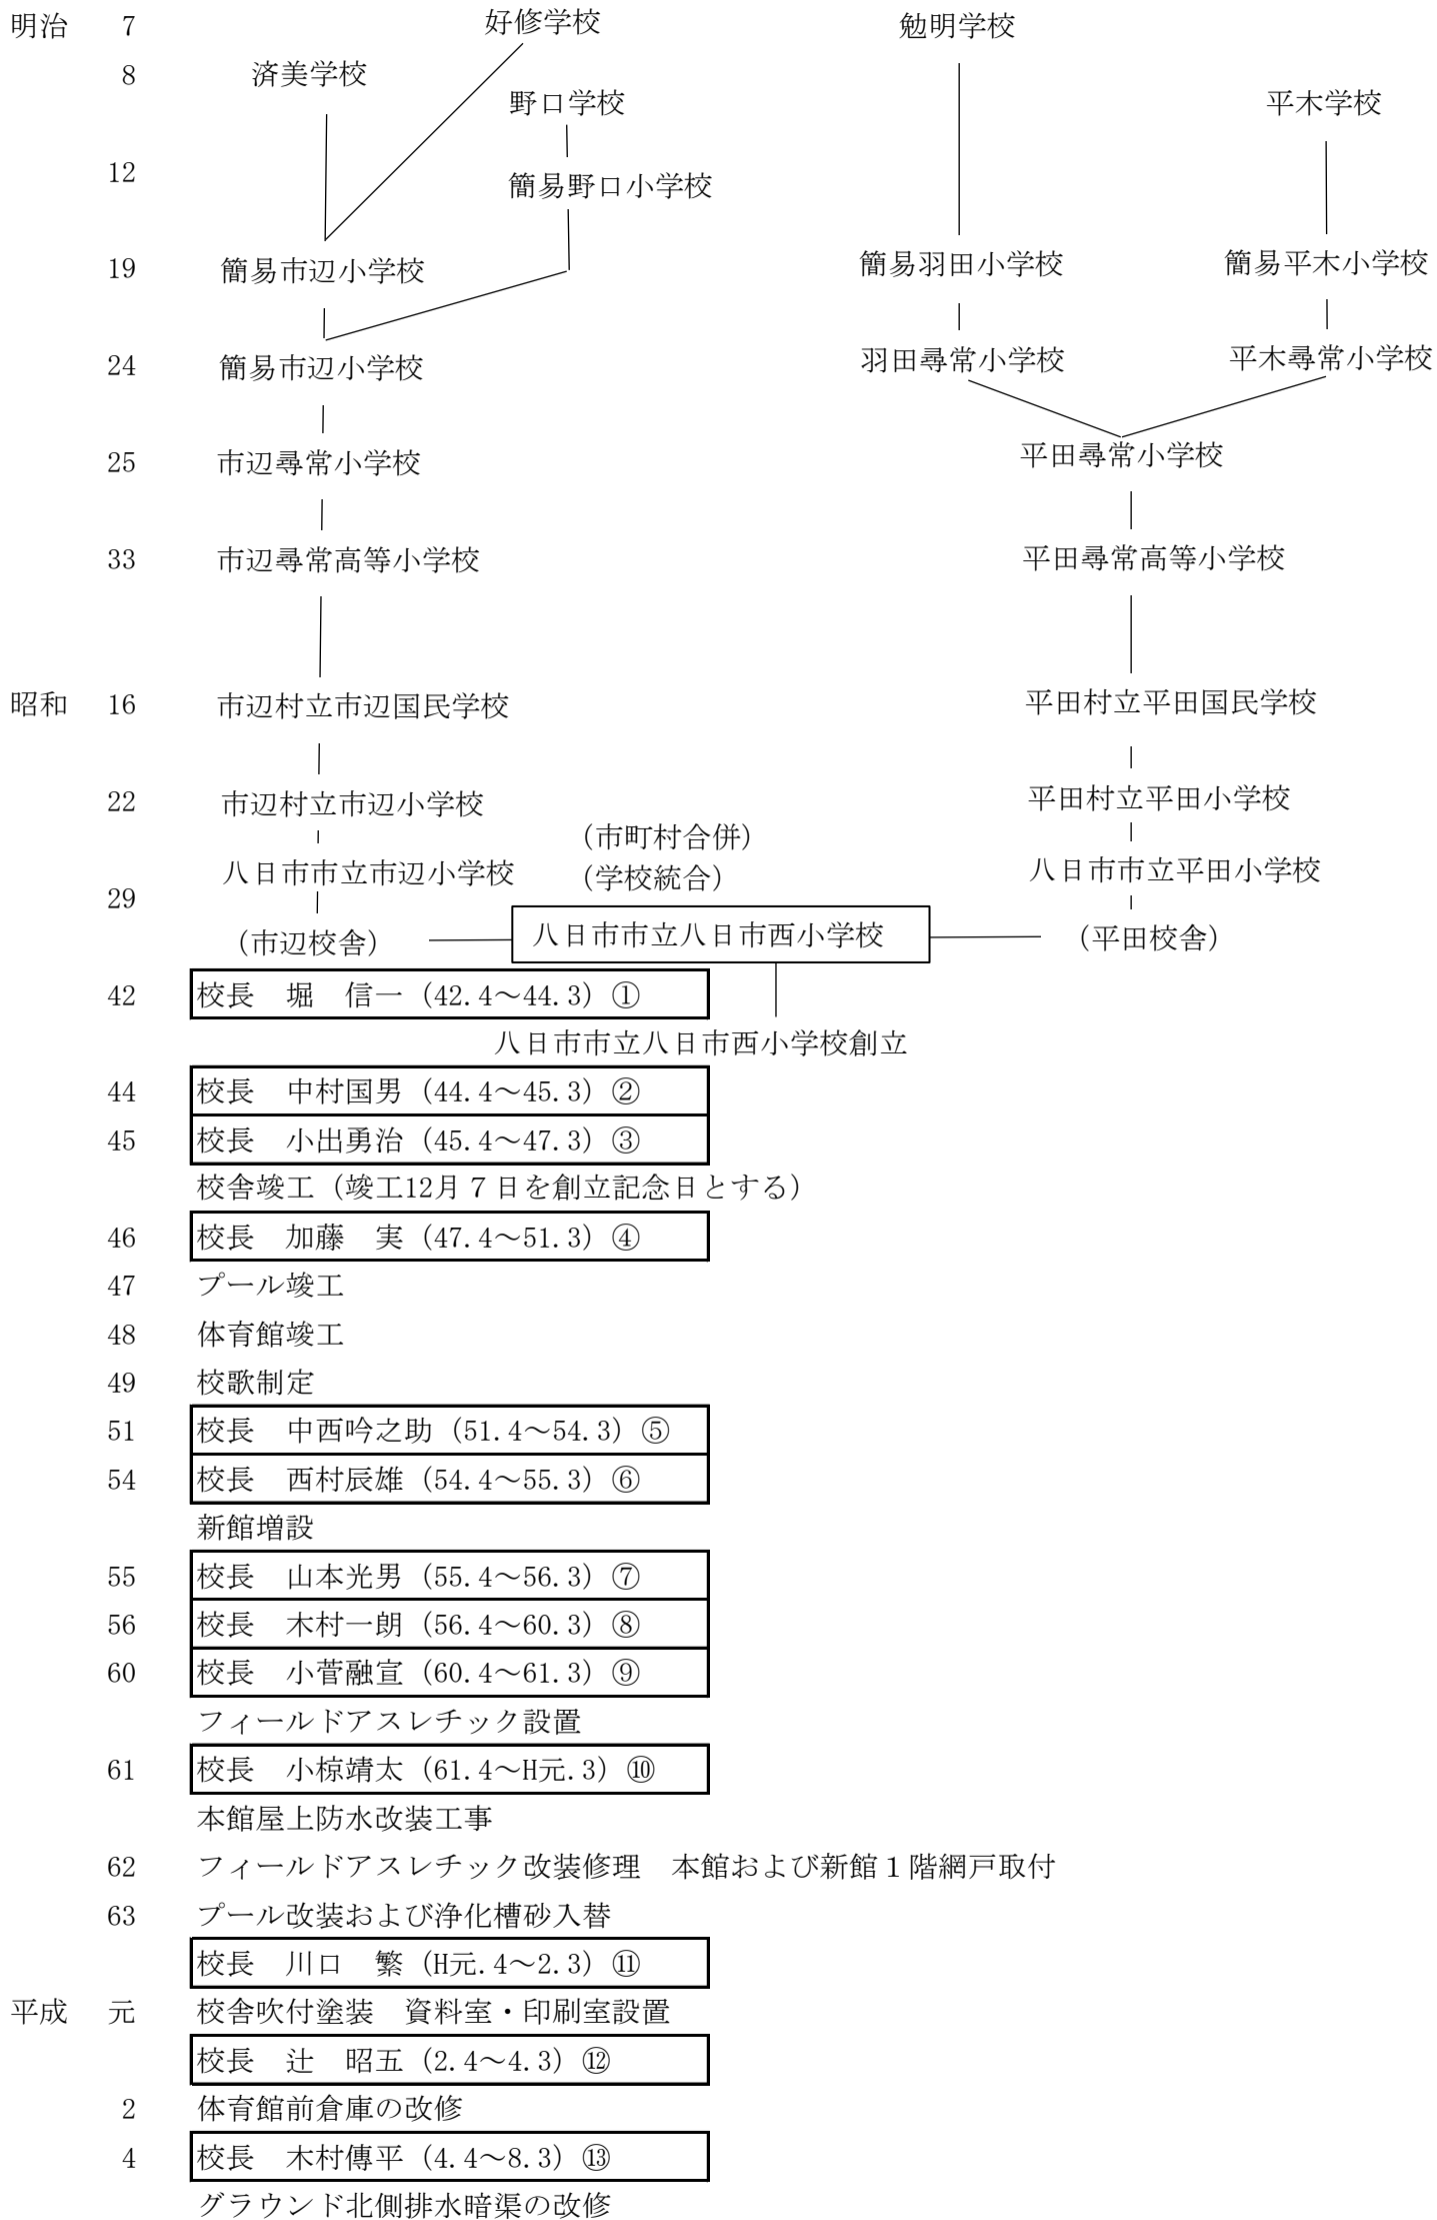 明治 7 好修学校 勉明学校
8 済美学校
野口学校 平木学校
12 簡易野口小学校
19 簡易市辺小学校 簡易羽田小学校 簡易平木小学校
24 簡易市辺小学校 羽田尋常小学校 平木尋常小学校
25 市辺尋常小学校 平田尋常小学校
33 市辺尋常高等小学校 平田尋常高等小学校
昭和 16 市辺村立市辺国民学校 平田村立平田国民学校
22 市辺村立市辺小学校 平田村立平田小学校
(市町村合併)
八日市市立市辺小学校 (学校統合) 八日市市立平田小学校
29
(市辺校舎) 八日市市立八日市西小学校 (平田校舎)
42 校長 堀 信一 (42.4～44.3) ①
八日市市立八日市西小学校創立
44 校長 中村国男 (44.4～45.3) ②
45 校長 小出勇治 (45.4～47.3) ③
校舎竣工 (竣工12月７日を創立記念日とする)
46 校長 加藤 実 (47.4～51.3) ④
47 プール竣工
48 体育館竣工
49 校歌制定
51 校長 中西吟之助 (51.4～54.3) ⑤
54 校長 西村辰雄 (54.4～55.3) ⑥
新館増設
55 校長 山本光男 (55.4～56.3) ⑦
56 校長 木村一朗 (56.4～60.3) ⑧
60 校長 小菅融宣 (60.4～61.3) ⑨
フィールドアスレチック設置
61 校長 小椋靖太 (61.4～H元.3) ⑩
本館屋上防水改装工事
62 フィールドアスレチック改装修理 本館および新館１階網戸取付
63 プール改装および浄化槽砂入替
校長 川口 繁 (H元.4～2.3) ⑪
平成 元 校舎吹付塗装 資料室・印刷室設置
校長 辻 昭五 (2.4～4.3) ⑫
2 体育館前倉庫の改修
4 校長 木村傳平 (4.4～8.3) ⑬
グラウンド北側排水暗渠の改修